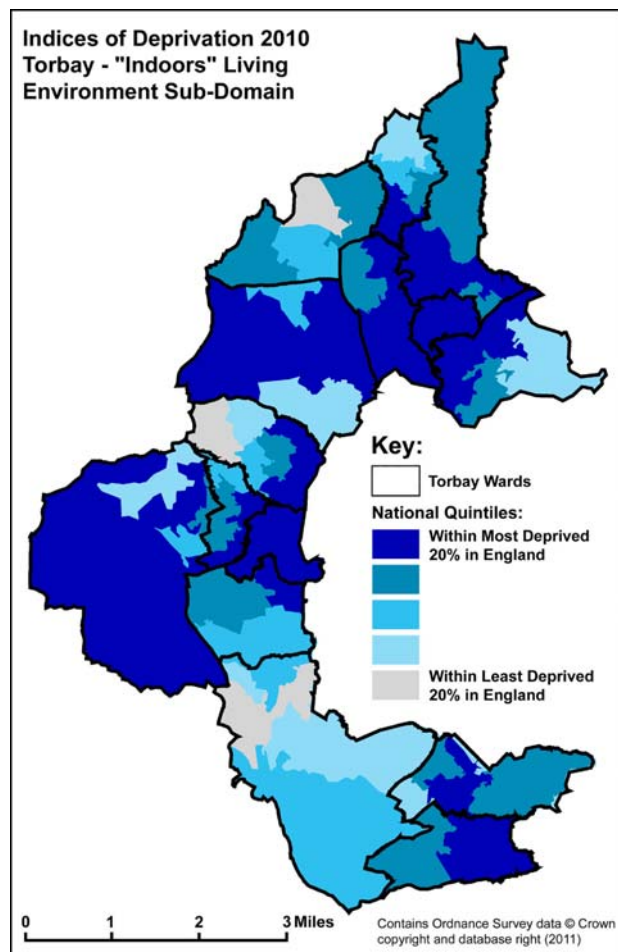 Indices of Deprivation 2010
Torbay - "Indoors" Living
Environment Sub-Domain
Key:
Torbay Wards
National Quintiles:
Within Most Deprived
20% in England
Within Least Deprived
20% in England
0 1 2 3 Miles
Contains Ordnance Survey data © Crown
copyright and database right (2011)